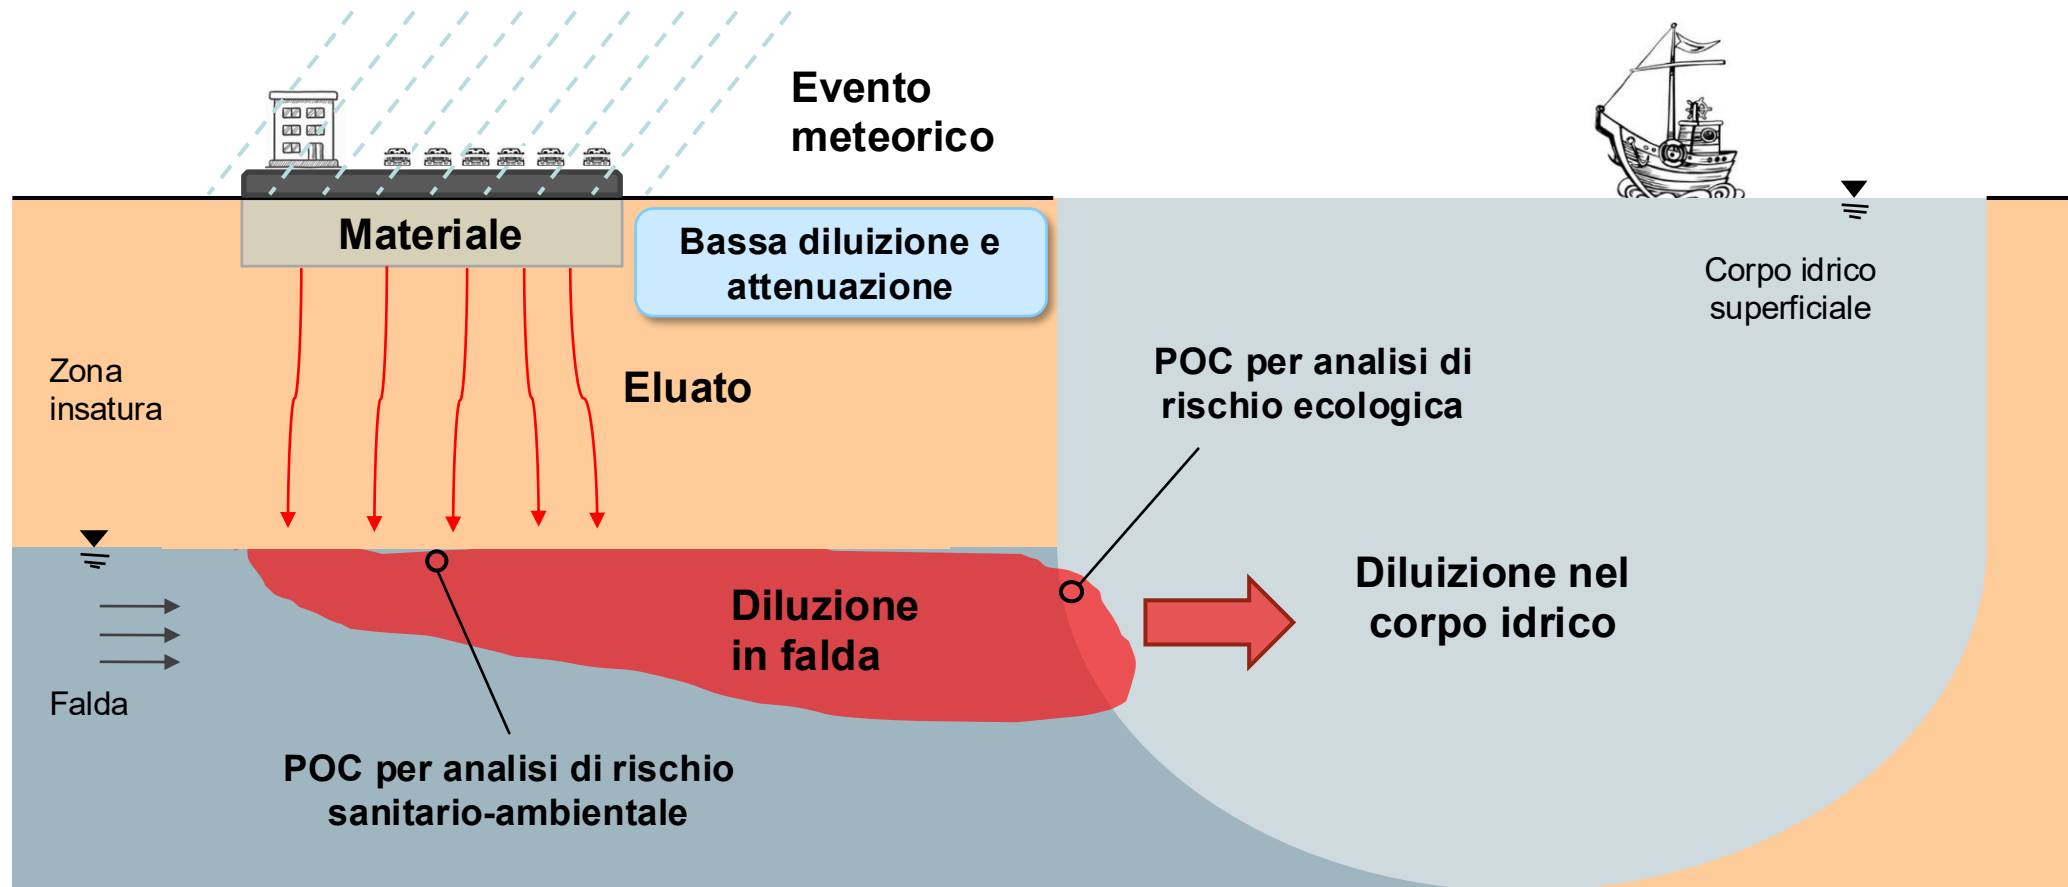 Evento
meteorico
Materiale
Bassa diluizione e
attenuazione
Corpo idrico
superficiale
Zona
insatura
Eluato
POC per analisi di
rischio ecologica
Diluzione
in falda
Diluizione nel
corpo idrico
Falda
POC per analisi di rischio
sanitario-ambientale